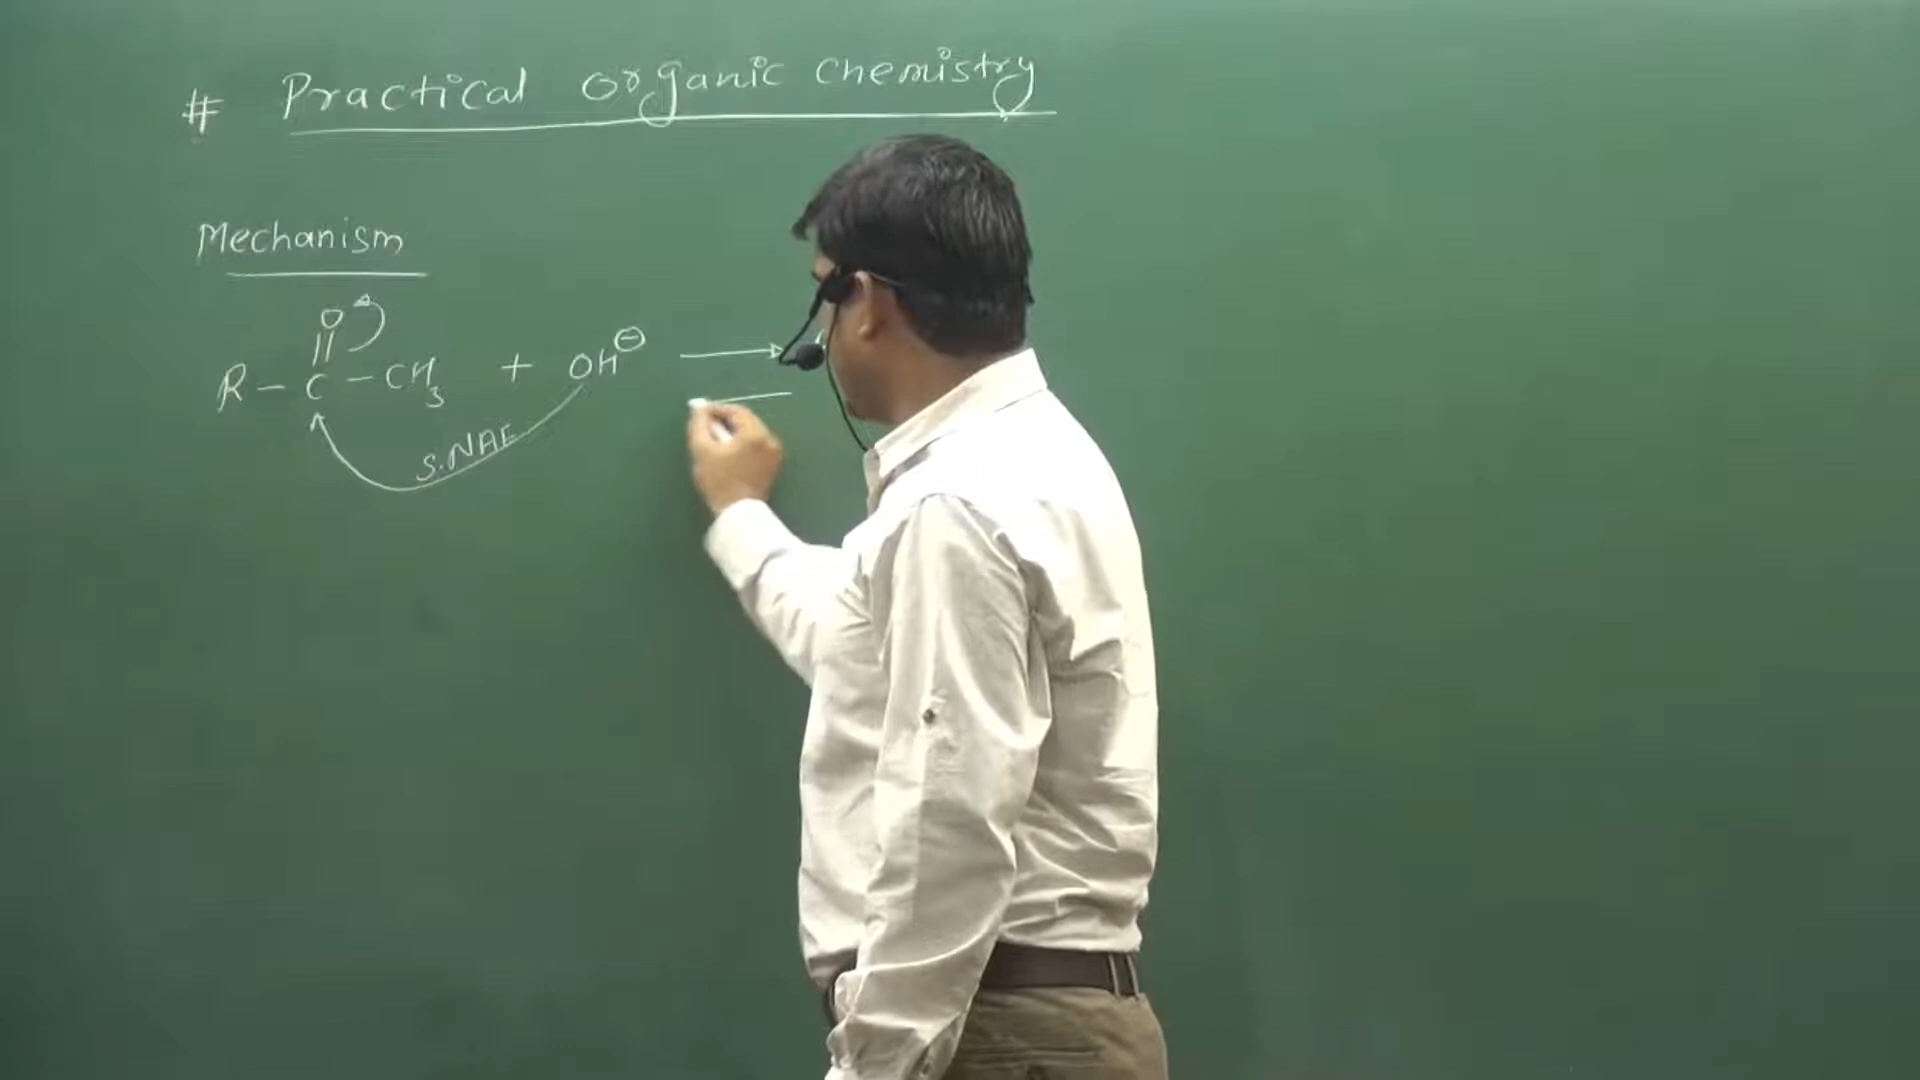 # Practical organic chemistry
Mechanism
O
||
R – C – CH₃ + OH⊖ ⟶
S.NAE